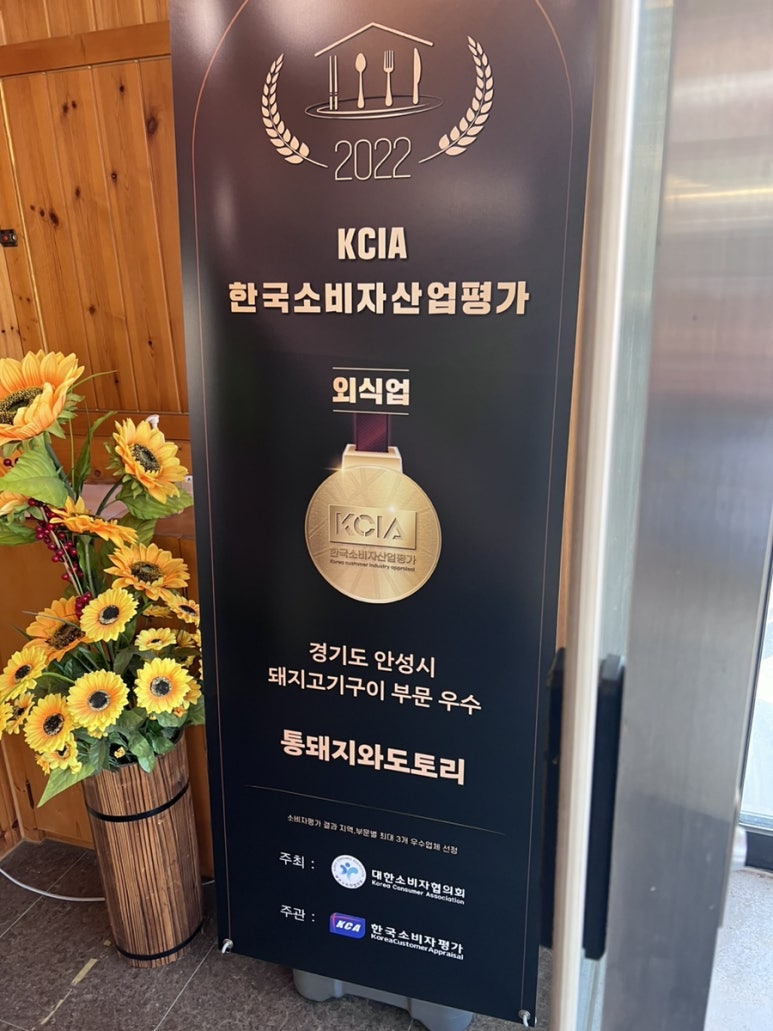 2022
KCIA
한국소비자산업평가
외식업
KCIA
한국소비자산업평가
Korea customer industry appraisal
경기도 안성시
돼지고기구이 부문 우수
통돼지와도토리
소비자평가 결과 지역,부문별 최대 3개 우수업체 선정
주최 : 대한소비자협의회
Korea Consumer Association
주관 : KCA 한국소비자평가
KoreaCustomerAppraisal